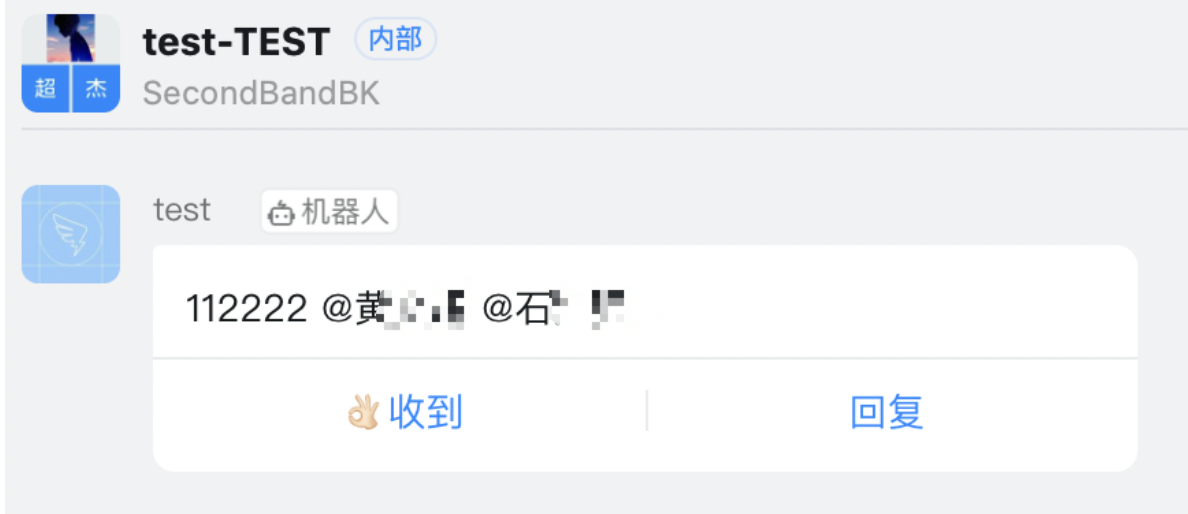 test-TEST 内部
超 杰 SecondBandBK
test 机器人
112222 @黄 @石
收到 回复